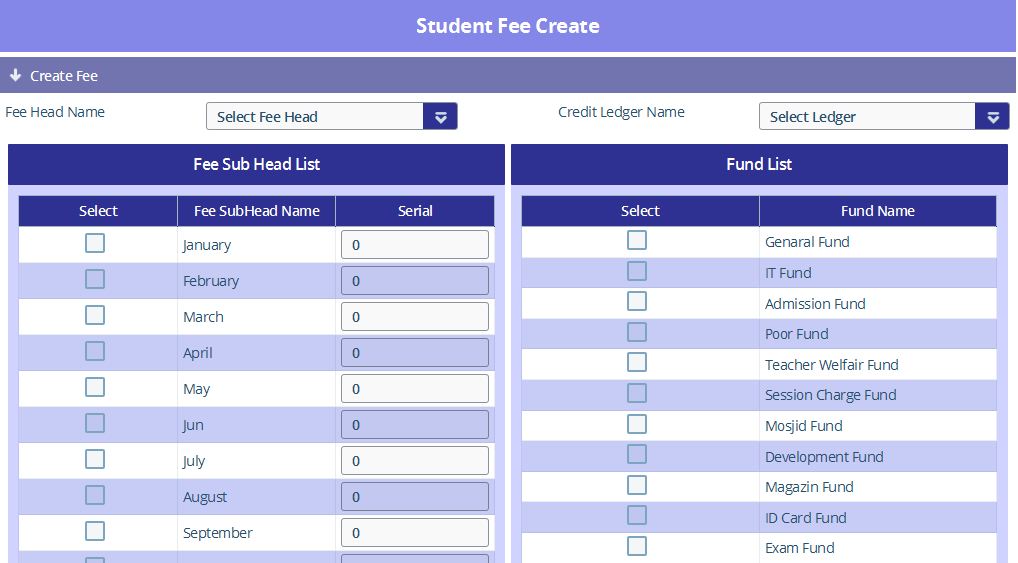 Student Fee Create
Create Fee
Fee Head Name
Select Fee Head
Credit Ledger Name
Select Ledger
Fee Sub Head List
Select Fee SubHead Name Serial
January 0
February 0
March 0
April 0
May 0
Jun 0
July 0
August 0
September 0
Fund List
Select Fund Name
Genaral Fund
IT Fund
Admission Fund
Poor Fund
Teacher Welfair Fund
Session Charge Fund
Mosjid Fund
Development Fund
Magazin Fund
ID Card Fund
Exam Fund